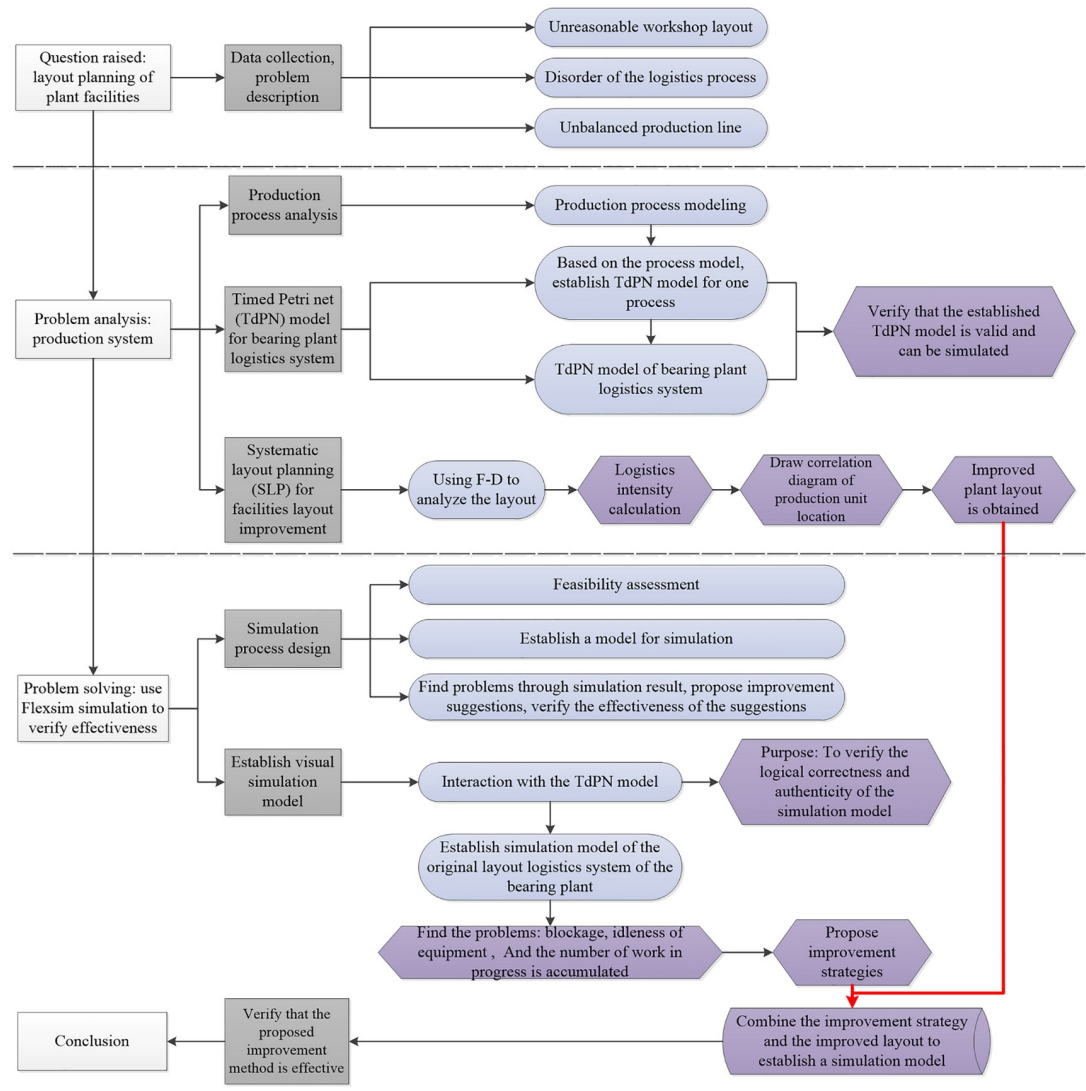 Question raised:
layout planning of
plant facilities
Data collection,
problem
description
Unreasonable workshop layout
Disorder of the logistics process
Unbalanced production line
Production
process analysis
Production process modeling
Based on the process model,
establish TdPN model for one
process
Problem analysis:
production system
Timed Petri net
(TdPN) model
for bearing plant
logistics system
TdPN model of bearing plant
logistics system
Verify that the established
TdPN model is valid and
can be simulated
Systematic
layout planning
(SLP) for
facilities layout
improvement
Using F-D to
analyze the layout
Logistics
intensity
calculation
Draw correlation
diagram of
production unit
location
Improved
plant layout
is obtained
Feasibility assessment
Simulation
process design
Establish a model for simulation
Find problems through simulation result, propose improvement
suggestions, verify the effectiveness of the suggestions
Problem solving: use
Flexsim simulation to
verify effectiveness
Establish visual
simulation
model
Interaction with the TdPN model
Purpose: To verify the
logical correctness and
authenticity of the
simulation model
Establish simulation model of the
original layout logistics system of the
bearing plant
Find the problems: blockage, idleness of
equipment , And the number of work in
progress is accumulated
Propose
improvement
strategies
Combine the improvement strategy
and the improved layout to
establish a simulation model
Verify that the
proposed
improvement
method is effective
Conclusion